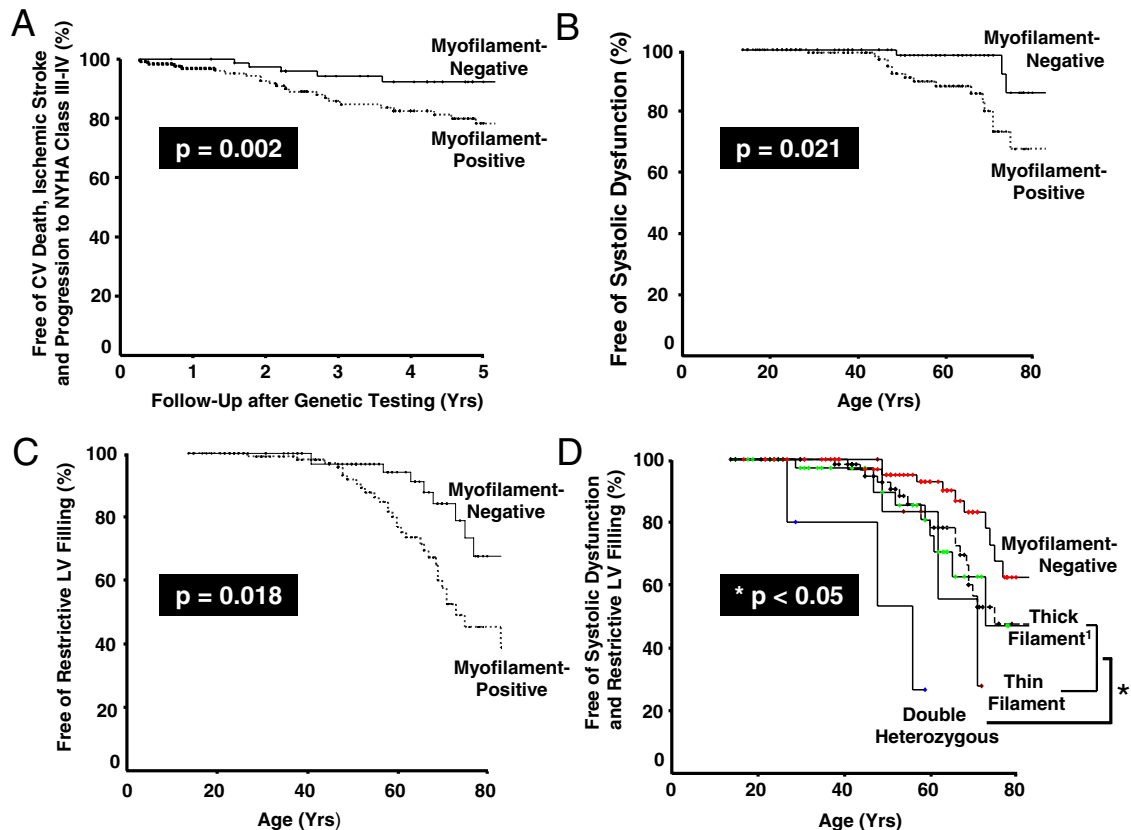 A
Free of CV Death, Ischemic Stroke
and Progression to NYHA Class III-IV (%)
100
80
60
40
20
0
Myofilament-
Negative
p = 0.002
Myofilament-
Positive
0 1 2 3 4 5
Follow-Up after Genetic Testing (Yrs)
B
Free of Systolic Dysfunction (%)
100
80
60
40
20
0
Myofilament-
Negative
p = 0.021
Myofilament-
Positive
0 20 40 60 80
Age (Yrs)
C
Free of Restrictive LV Filling (%)
100
80
60
40
20
0
Myofilament-
Negative
p = 0.018
Myofilament-
Positive
0 20 40 60 80
Age (Yrs)
D
Free of Systolic Dysfunction
and Restrictive LV Filling (%)
100
80
60
40
20
0
Myofilament-
Negative
* p < 0.05
Thick
Filament¹
Thin
Filament
*
Double
Heterozygous
0 20 40 60 80
Age (Yrs)